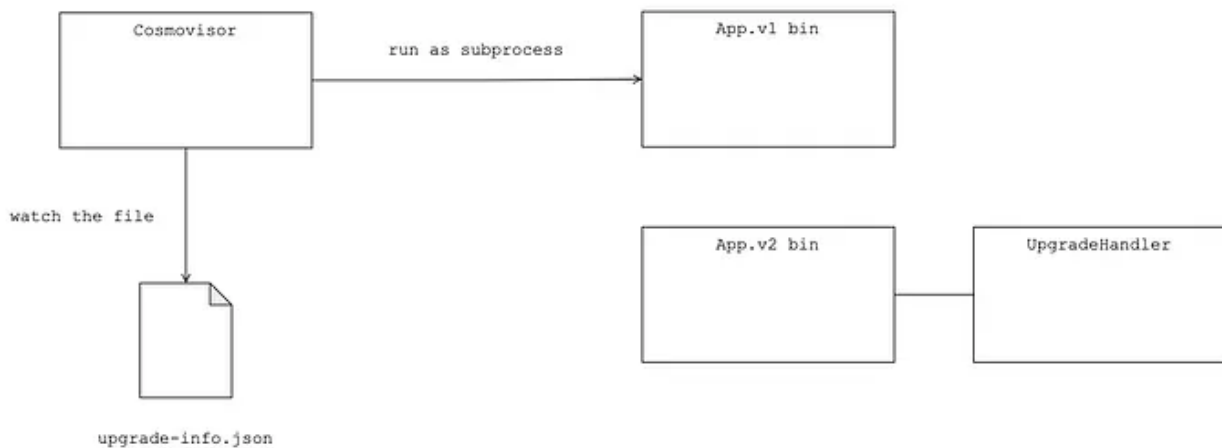 Cosmovisor
run as subprocess
App.v1 bin
watch the file
App.v2 bin
UpgradeHandler
upgrade-info.json